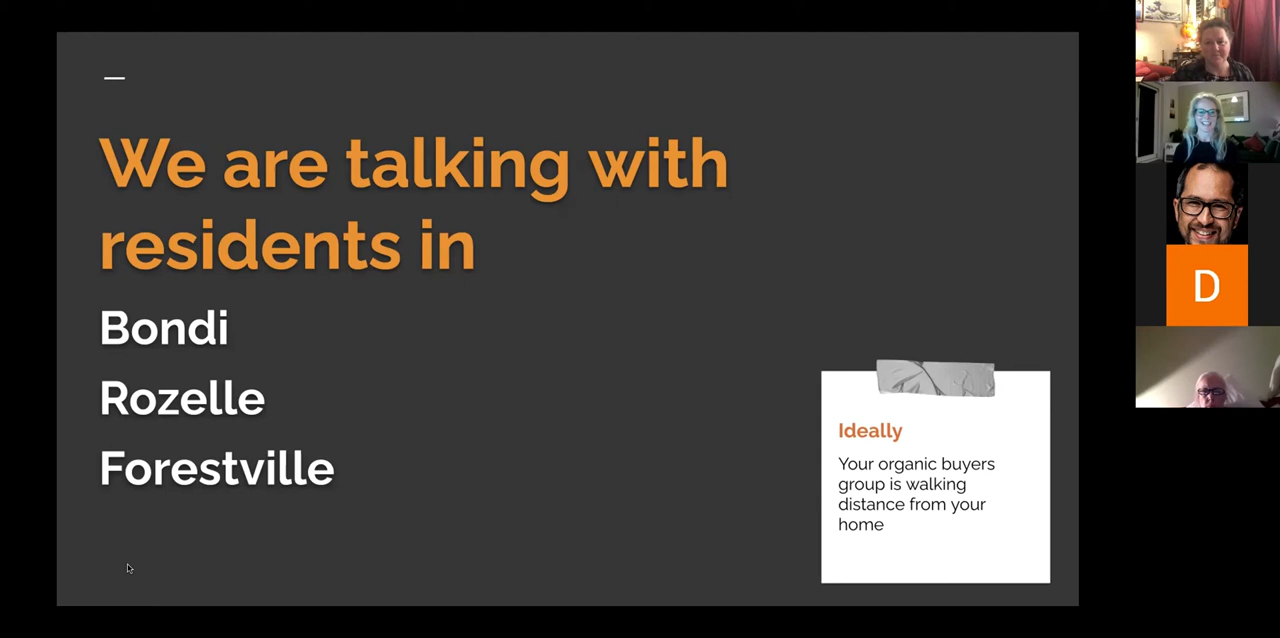 We are talking with
residents in
Bondi
Rozelle
Forestville
Ideally
Your organic buyers
group is walking
distance from your
home
D